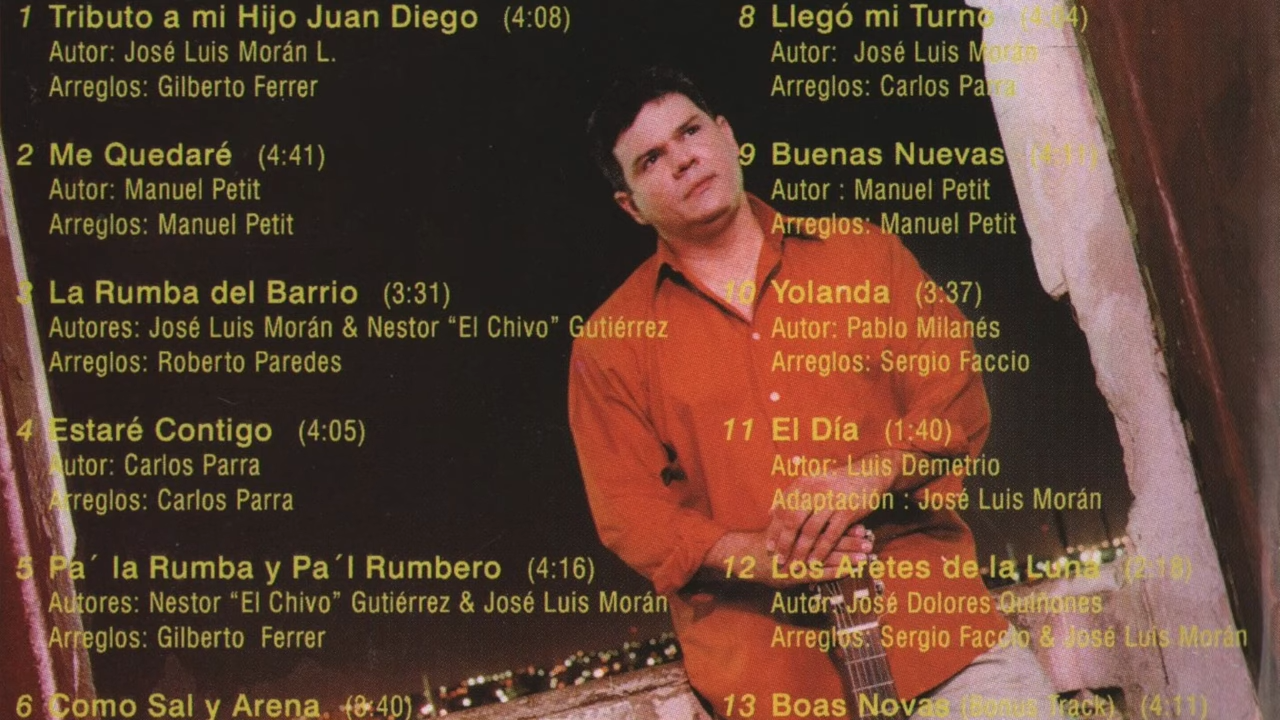 1 Tributo a mi Hijo Juan Diego (4:08)
Autor: José Luis Morán L.
Arreglos: Gilberto Ferrer
2 Me Quedaré (4:41)
Autor: Manuel Petit
Arreglos: Manuel Petit
3 La Rumba del Barrio (3:31)
Autores: José Luis Morán & Nestor “El Chivo” Gutiérrez
Arreglos: Roberto Paredes
4 Estaré Contigo (4:05)
Autor: Carlos Parra
Arreglos: Carlos Parra
5 Pa´ la Rumba y Pa´l Rumbero (4:16)
Autores: Nestor “El Chivo” Gutiérrez & José Luis Morán
Arreglos: Gilberto Ferrer
6 Como Sal y Arena (3:40)
8 Llegó mi Turno (4:04)
Autor: José Luis Morán
Arreglos: Carlos Parra
9 Buenas Nuevas (4:11)
Autor : Manuel Petit
Arreglos: Manuel Petit
10 Yolanda (3:37)
Autor: Pablo Milanés
Arreglos: Sergio Faccio
11 El Día (1:40)
Autor: Luis Demetrio
Adaptación : José Luis Morán
12 Los Aretes de la Luna (2:18)
Autor: José Dolores Quiñones
Arreglos: Sergio Faccio & José Luis Morán
13 Boas Novas (Bonus Track) (4:11)